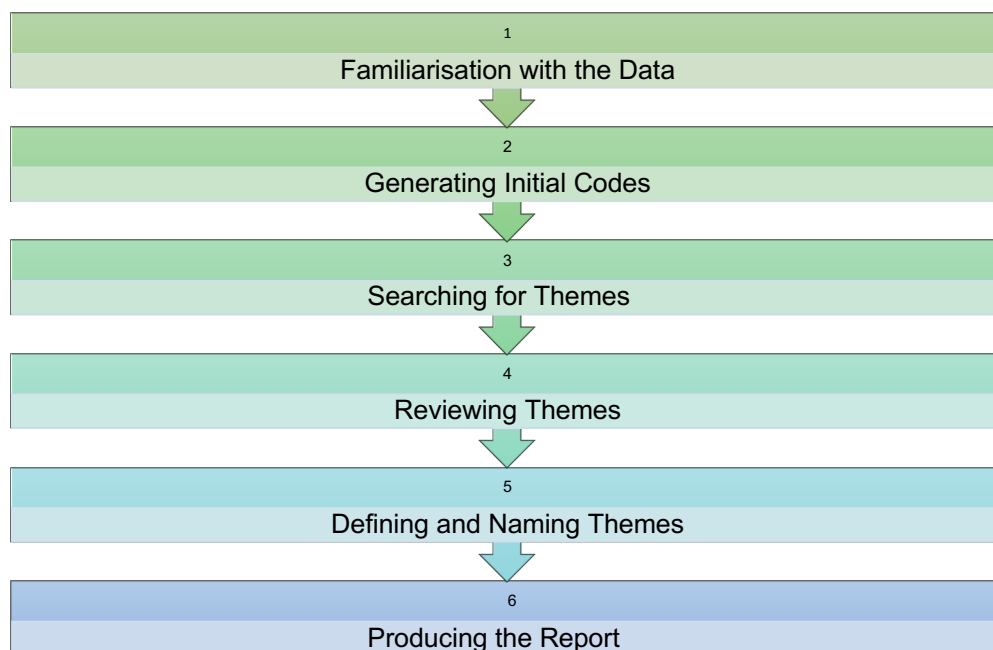 1
Familiarisation with the Data
2
Generating Initial Codes
3
Searching for Themes
4
Reviewing Themes
5
Defining and Naming Themes
6
Producing the Report